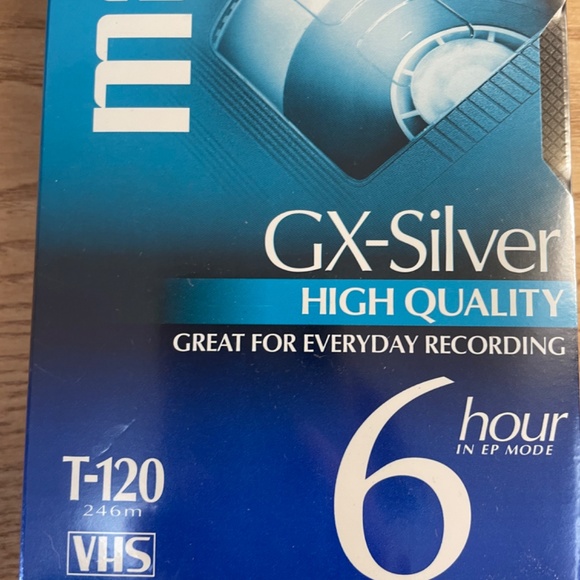 GX-Silver
HIGH QUALITY
GREAT FOR EVERYDAY RECORDING
6 hour
IN EP MODE
T-120
246m
VHS